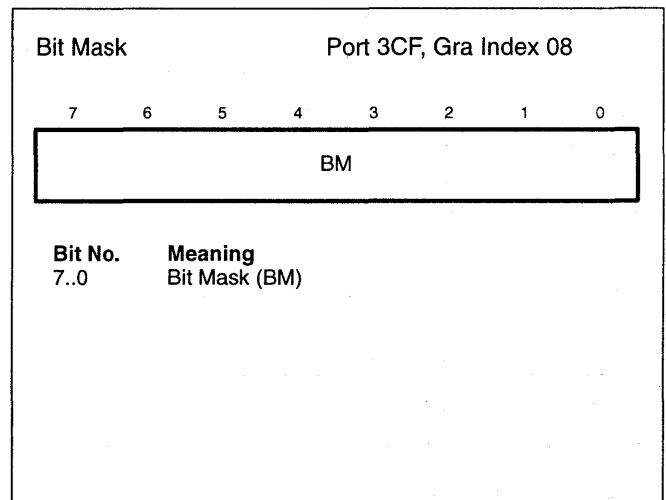 Bit Mask Port 3CF, Gra Index 08
7 6 5 4 3 2 1 0
BM
Bit No. Meaning
7..0 Bit Mask (BM)